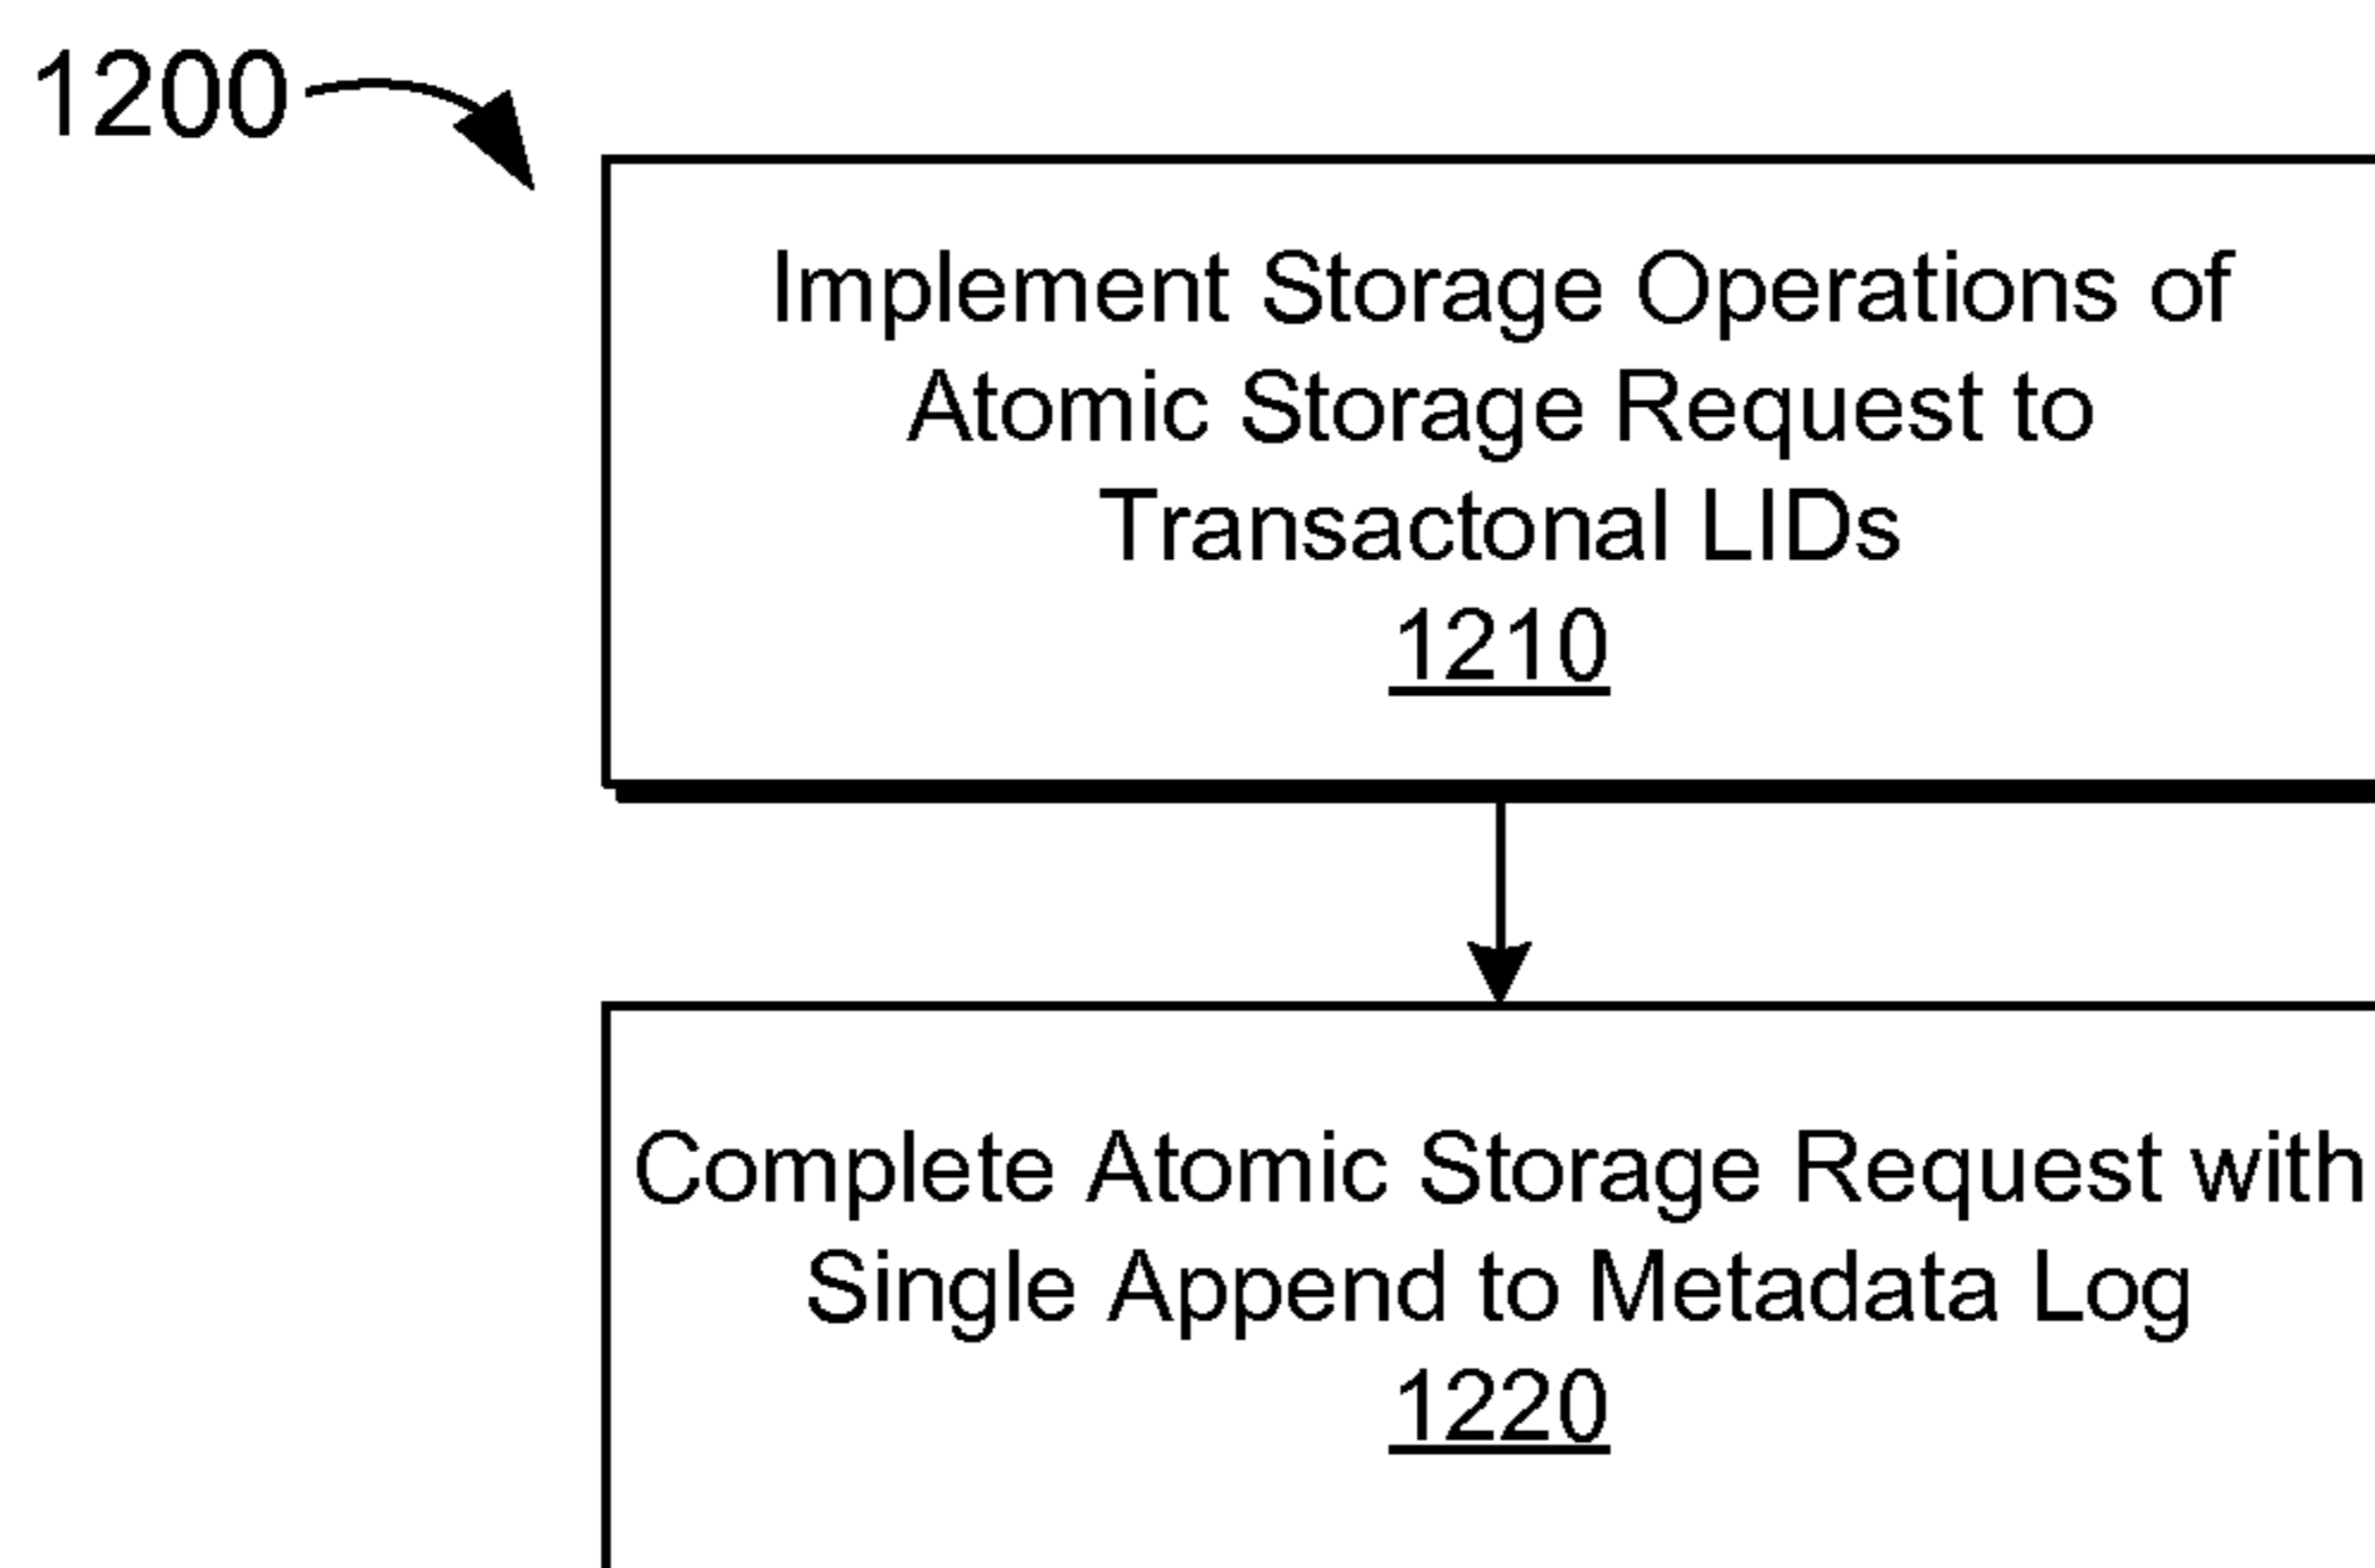 1200
Implement Storage Operations of
Atomic Storage Request to
Transactonal LIDs
1210
Complete Atomic Storage Request with
Single Append to Metadata Log
1220